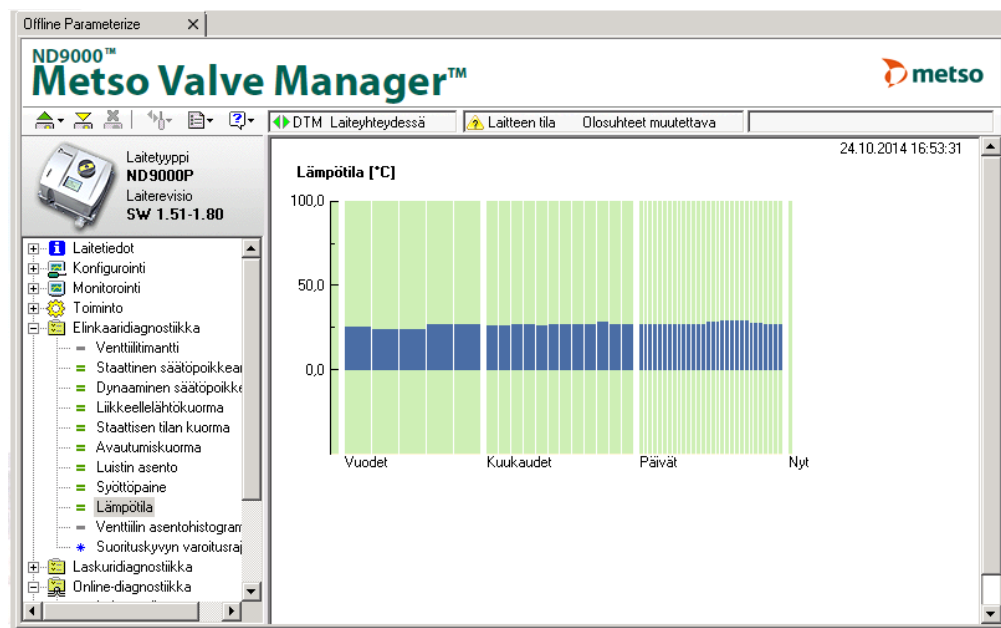 Offline Parameterize
ND9000™
Metso Valve Manager™
metso
DTM Laiteyhteydessä
Laitteen tila Olosuhteet muutettava
Laitetyyppi
ND9000P
Laiterevisio
SW 1.51-1.80
24.10.2014 16:53:31
Lämpötila [°C]
100,0
50,0
0,0
Vuodet Kuukaudet Päivät Nyt
Laitetiedot
Konfigurointi
Monitorointi
Toiminto
Elinkaaridiagnostiikka
Venttiilitimantti
Staattinen säätöpoikkear
Dynaaminen säätöpoikke
Liikkeellelähtökuorma
Staattisen tilan kuorma
Avautumiskuorma
Luistin asento
Syöttöpaine
Lämpötila
Venttiilin asentohistogram
Suorituskyvyn varoitusraj
Laskuridiagnostiikka
Online-diagnostiikka